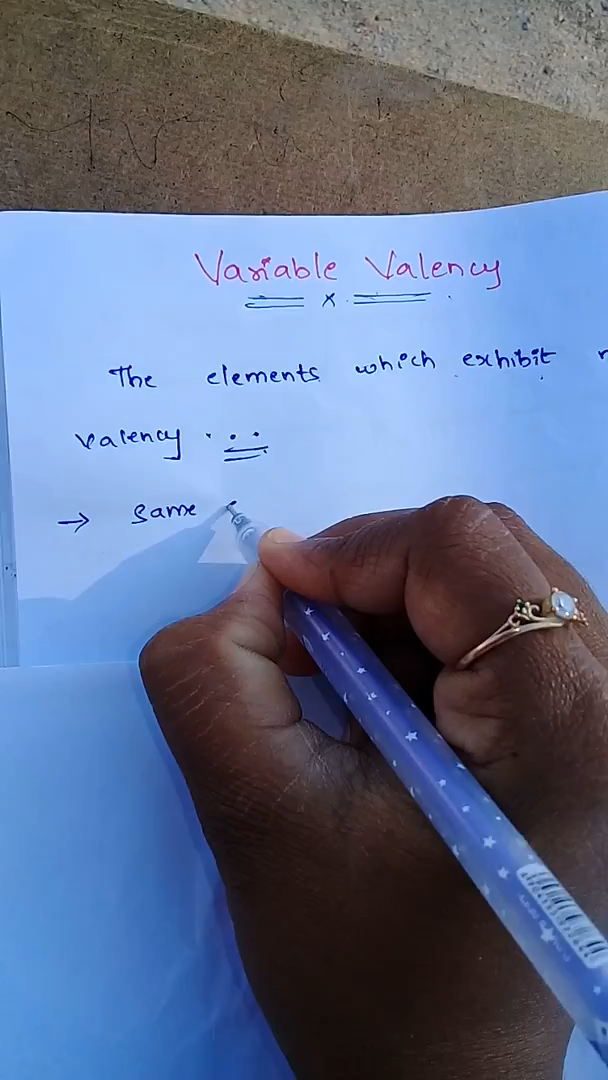 Variable Valency
The elements which exhibit
valency
→ same